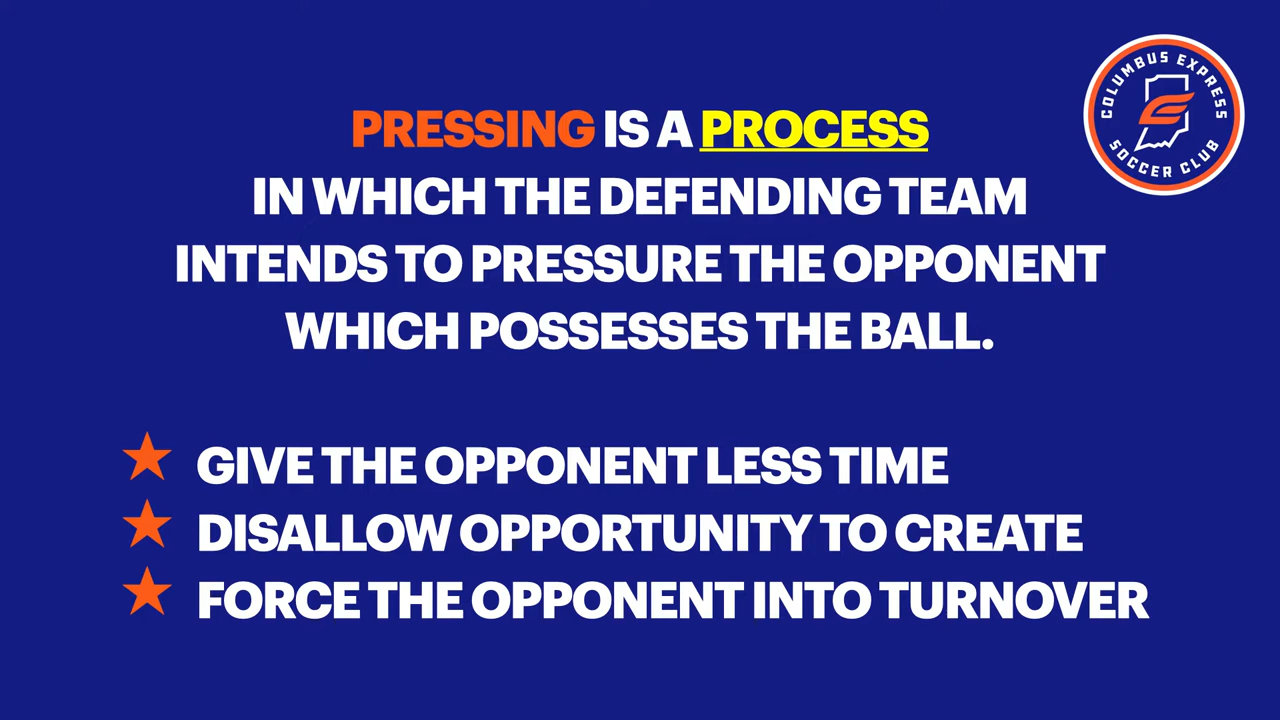 COLUMBUS EXPRESS
SOCCER CLUB
PRESSING IS A PROCESS
IN WHICH THE DEFENDING TEAM
INTENDS TO PRESSURE THE OPPONENT
WHICH POSSESSES THE BALL.
GIVE THE OPPONENT LESS TIME
DISALLOW OPPORTUNITY TO CREATE
FORCE THE OPPONENT INTO TURNOVER